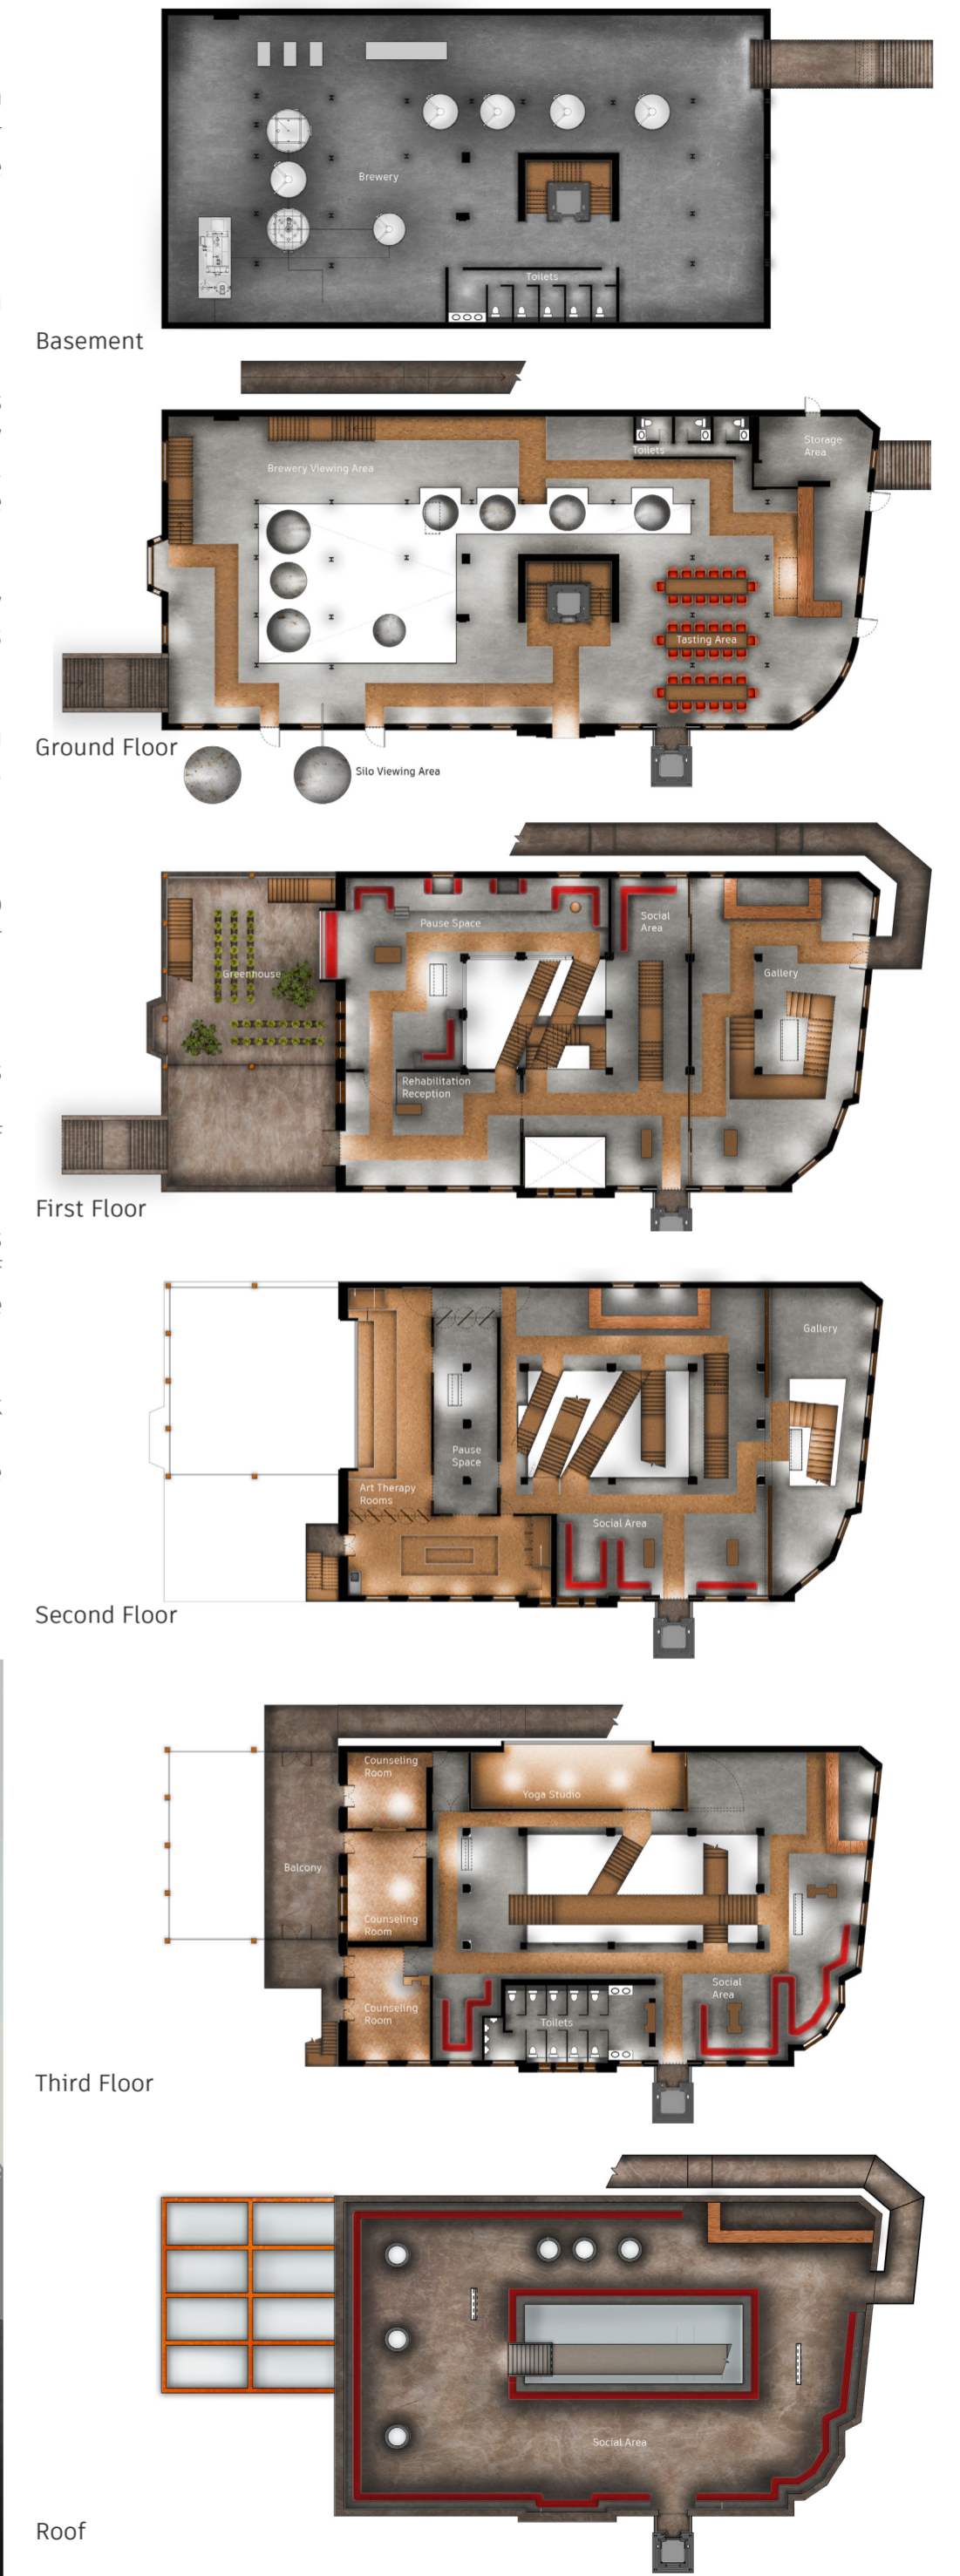 Brewery
Toilets
Basement
Brewery Viewing Area
Toilets
Storage
Area
Tasting Area
Ground Floor
Silo Viewing Area
Pause Space
Social
Area
Greenhouse
Gallery
Rehabilitation
Reception
First Floor
Gallery
Pause
Space
Art Therapy
Rooms
Social Area
Second Floor
Counseling
Room
Yoga Studio
Balcony
Counseling
Room
Social
Area
Counseling
Room
Toilets
Third Floor
Social Area
Roof